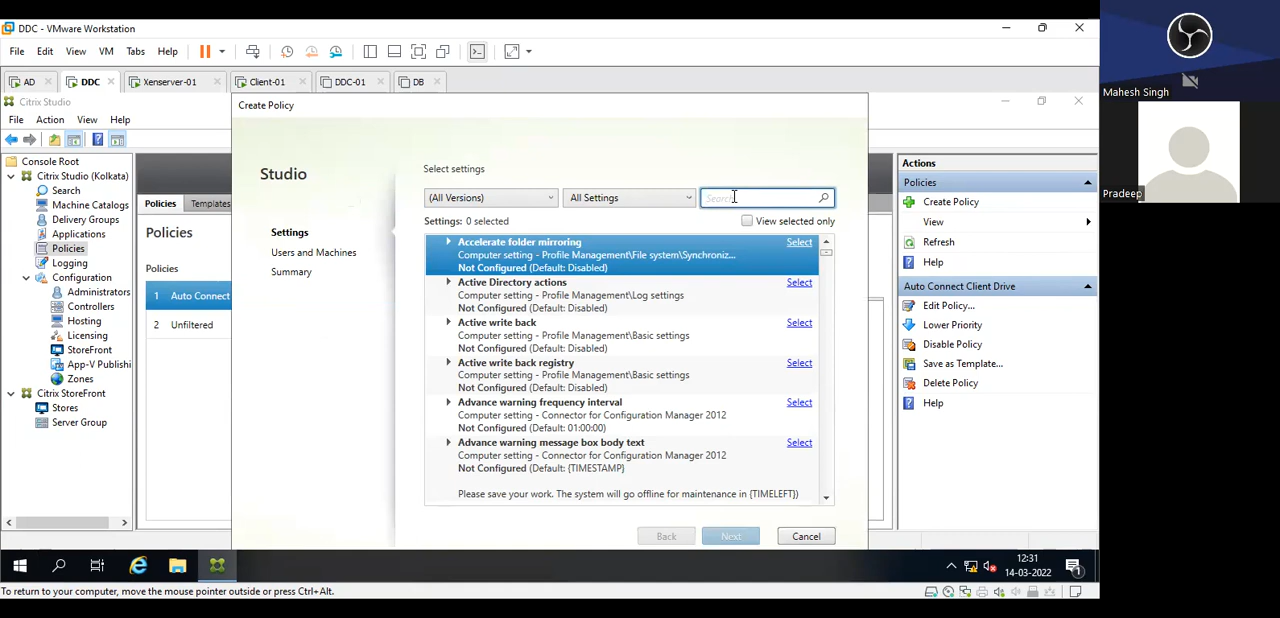 DDC - VMware Workstation
File Edit View VM Tabs Help
AD DDC Xenserver-01 Client-01 DDC-01 DB
Citrix Studio
File Action View Help
Console Root
Citrix Studio (Kolkata)
Search
Machine Catalogs
Delivery Groups
Applications
Policies
Logging
Configuration
Administrators
Controllers
Hosting
Licensing
StoreFront
App-V Publishi
Zones
Citrix StoreFront
Stores
Server Group
Policies Templates
Policies
Policies
1 Auto Connect
2 Unfiltered
Create Policy
Studio
Settings
Users and Machines
Summary
Select settings
(All Versions) All Settings Search
Settings: 0 selected View selected only
Accelerate folder mirroring Select
Computer setting - Profile Management\File system\Synchroniz...
Not Configured (Default: Disabled)
Active Directory actions Select
Computer setting - Profile Management\Log settings
Not Configured (Default: Disabled)
Active write back Select
Computer setting - Profile Management\Basic settings
Not Configured (Default: Disabled)
Active write back registry Select
Computer setting - Profile Management\Basic settings
Not Configured (Default: Disabled)
Advance warning frequency interval Select
Computer setting - Connector for Configuration Manager 2012
Not Configured (Default: 01:00:00)
Advance warning message box body text Select
Computer setting - Connector for Configuration Manager 2012
Not Configured (Default: {TIMESTAMP}
Please save your work. The system will go offline for maintenance in {TIMELEFT})
Back Next Cancel
Actions
Policies
Create Policy
View
Refresh
Help
Auto Connect Client Drive
Edit Policy...
Lower Priority
Disable Policy
Save as Template...
Delete Policy
Help
12:31
14-03-2022
1
To return to your computer, move the mouse pointer outside or press Ctrl+Alt.
Mahesh Singh
Pradeep